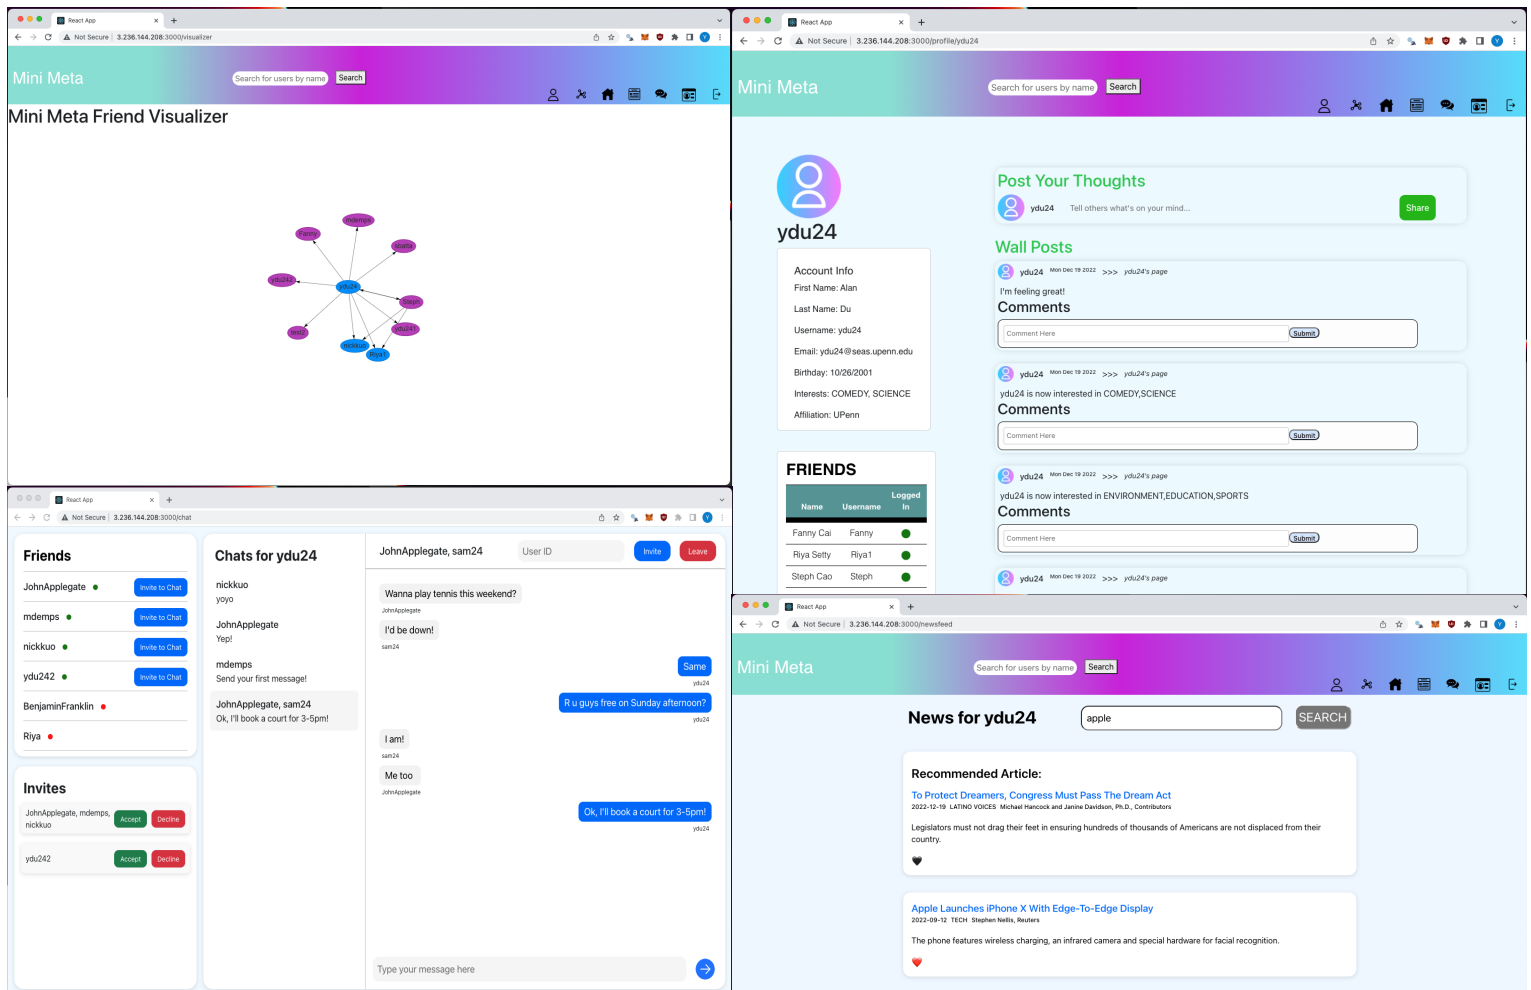 React App
Not Secure | 3.236.144.208:3000/visualizer
Mini Meta
Search for users by name
Search
Mini Meta Friend Visualizer
mdemps
Fanny
ydu242
ydu24
Steph
test2
ydu241
nickkuo
Riya1
React App
Not Secure | 3.236.144.208:3000/profile/ydu24
Mini Meta
Search for users by name
Search
ydu24
Account Info
First Name: Alan
Last Name: Du
Username: ydu24
Email: ydu24@seas.upenn.edu
Birthday: 10/26/2001
Interests: COMEDY, SCIENCE
Affiliation: UPenn
FRIENDS
Name Username Logged In
Fanny Cai Fanny
Riya Setty Riya1
Steph Cao Steph
Post Your Thoughts
ydu24 Tell others what's on your mind...
Share
Wall Posts
ydu24 Mon Dec 19 2022 >>> ydu24's page
I'm feeling great!
Comments
Comment Here
Submit
ydu24 Mon Dec 19 2022 >>> ydu24's page
ydu24 is now interested in COMEDY,SCIENCE
Comments
Comment Here
Submit
ydu24 Mon Dec 19 2022 >>> ydu24's page
ydu24 is now interested in ENVIRONMENT,EDUCATION,SPORTS
Comments
Comment Here
Submit
ydu24 Mon Dec 19 2022 >>> ydu24's page
React App
Not Secure | 3.236.144.208:3000/chat
Friends
JohnApplegate
Invite to Chat
mdemps
Invite to Chat
nickkuo
Invite to Chat
ydu242
Invite to Chat
BenjaminFranklin
Riya
Invites
JohnApplegate, mdemps,
nickkuo
Accept
Decline
ydu242
Accept
Decline
Chats for ydu24
nickkuo
yoyo
JohnApplegate
Yep!
mdemps
Send your first message!
JohnApplegate, sam24
Ok, I'll book a court for 3-5pm!
JohnApplegate, sam24
User ID
Invite
Leave
Wanna play tennis this weekend?
JohnApplegate
I'd be down!
sam24
Same
ydu24
R u guys free on Sunday afternoon?
ydu24
I am!
sam24
Me too
JohnApplegate
Ok, I'll book a court for 3-5pm!
ydu24
Type your message here
React App
Not Secure | 3.236.144.208:3000/newsfeed
Mini Meta
Search for users by name
Search
News for ydu24
apple
SEARCH
Recommended Article:
To Protect Dreamers, Congress Must Pass The Dream Act
2022-12-19 LATINO VOICES Michael Hancock and Janine Davidson, Ph.D., Contributors
Legislators must not drag their feet in ensuring hundreds of thousands of Americans are not displaced from their
country.
Apple Launches iPhone X With Edge-To-Edge Display
2022-09-12 TECH Stephen Nellis, Reuters
The phone features wireless charging, an infrared camera and special hardware for facial recognition.